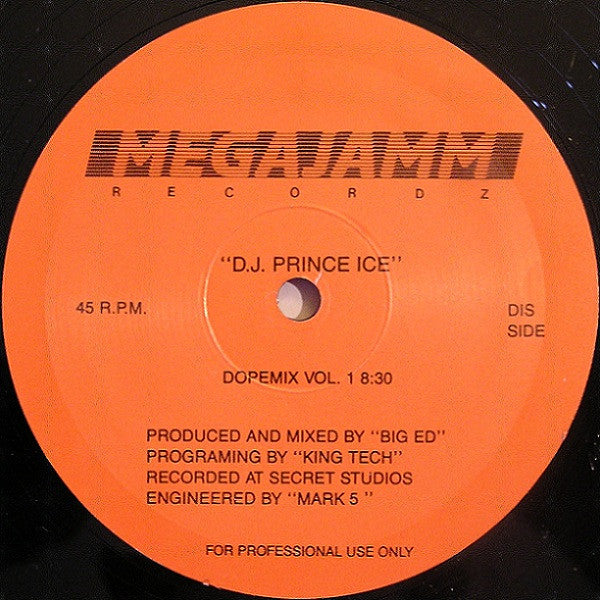 MEGAJAMM
RECORDZ
"D.J. PRINCE ICE"
45 R.P.M.
DIS
SIDE
DOPEMIX VOL. 1 8:30
PRODUCED AND MIXED BY "BIG ED"
PROGRAMING BY "KING TECH"
RECORDED AT SECRET STUDIOS
ENGINEERED BY "MARK 5 "
FOR PROFESSIONAL USE ONLY